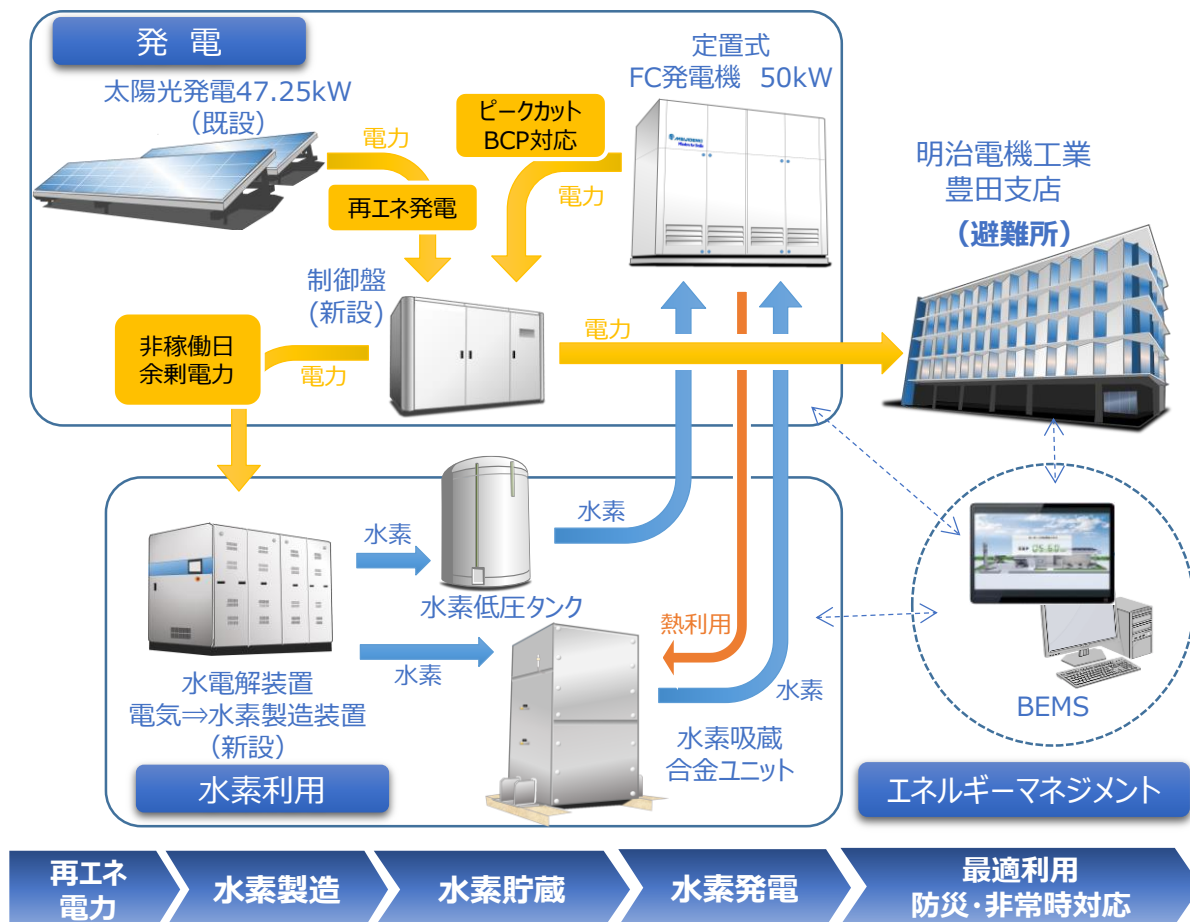 発 電
太陽光発電47.25kW
(既設)
電力
再エネ発電
ピークカット
BCP対応
電力
定置式
FC発電機 50kW
MEIDENSHO
明治電機工業
豊田支店
(避難所)
制御盤
(新設)
電力
非稼働日
余剰電力
電力
水素
水素低圧タンク
水素
水素
熱利用
水素
水電解装置
電気⇒水素製造装置
(新設)
水素吸蔵
合金ユニット
BEMS
水素利用
エネルギーマネジメント
再エネ
電力
水素製造
水素貯蔵
水素発電
最適利用
防災・非常時対応